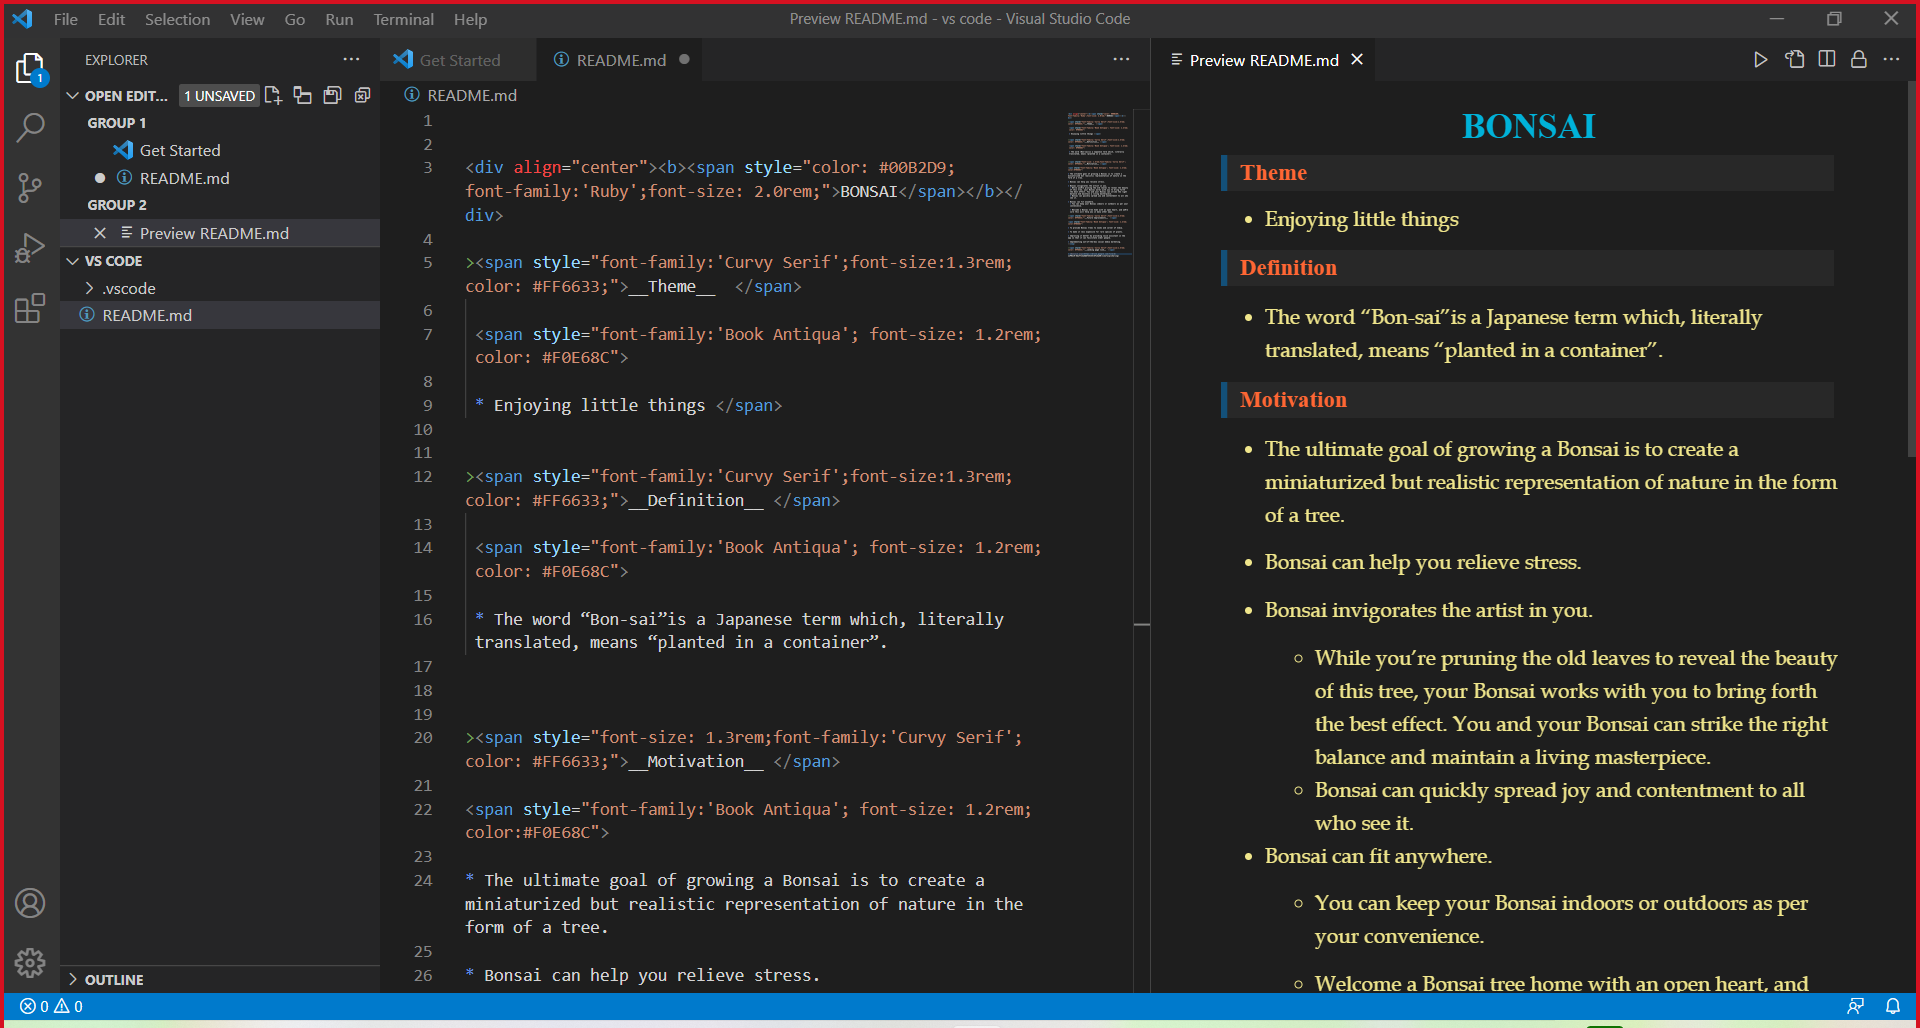 File Edit Selection View Go Run Terminal Help
Preview README.md - vs code - Visual Studio Code
EXPLORER
OPEN EDIT... 1 UNSAVED
GROUP 1
Get Started
README.md
GROUP 2
Preview README.md
VS CODE
.vscode
README.md
OUTLINE
1
0 0
Get Started README.md
README.md
1
2
3 <div align="center"><b><span style="color: #00B2D9;
font-family:'Ruby';font-size: 2.0rem;">BONSAI</span></b></
div>
4
5 ><span style="font-family:'Curvy Serif';font-size:1.3rem;
color: #FF6633;">__Theme__  </span>
6
7 <span style="font-family:'Book Antiqua'; font-size: 1.2rem;
color: #F0E68C">
8
9 * Enjoying little things </span>
10
11
12 ><span style="font-family:'Curvy Serif';font-size:1.3rem;
color: #FF6633;">__Definition__ </span>
13
14 <span style="font-family:'Book Antiqua'; font-size: 1.2rem;
color: #F0E68C">
15
16 * The word “Bon-sai”is a Japanese term which, literally
translated, means “planted in a container”.
17
18
19
20 ><span style="font-size: 1.3rem;font-family:'Curvy Serif';
color: #FF6633;">__Motivation__ </span>
21
22 <span style="font-family:'Book Antiqua'; font-size: 1.2rem;
color:#F0E68C">
23
24 * The ultimate goal of growing a Bonsai is to create a
miniaturized but realistic representation of nature in the
form of a tree.
25
26 * Bonsai can help you relieve stress.
Preview README.md
BONSAI
Theme
• Enjoying little things
Definition
• The word “Bon-sai”is a Japanese term which, literally
translated, means “planted in a container”.
Motivation
• The ultimate goal of growing a Bonsai is to create a
miniaturized but realistic representation of nature in the form
of a tree.
• Bonsai can help you relieve stress.
• Bonsai invigorates the artist in you.
◦ While you’re pruning the old leaves to reveal the beauty
of this tree, your Bonsai works with you to bring forth
the best effect. You and your Bonsai can strike the right
balance and maintain a living masterpiece.
◦ Bonsai can quickly spread joy and contentment to all
who see it.
• Bonsai can fit anywhere.
◦ You can keep your Bonsai indoors or outdoors as per
your convenience.
◦ Welcome a Bonsai tree home with an open heart, and